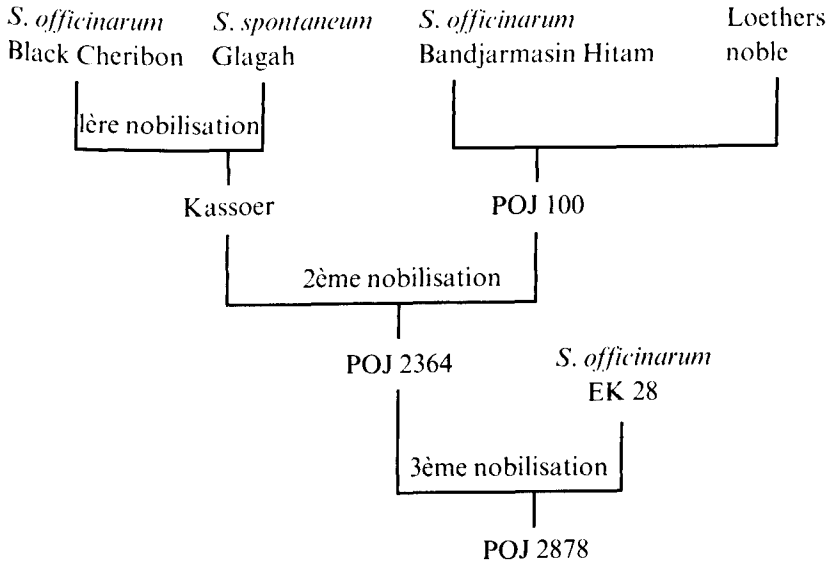 S. officinarum
Black Cheribon
S. spontaneum
Glagah
S. officinarum
Bandjarmasin Hitam
Loethers
noble
1ère nobilisation
Kassoer
POJ 100
2ème nobilisation
POJ 2364
S. officinarum
EK 28
3ème nobilisation
POJ 2878